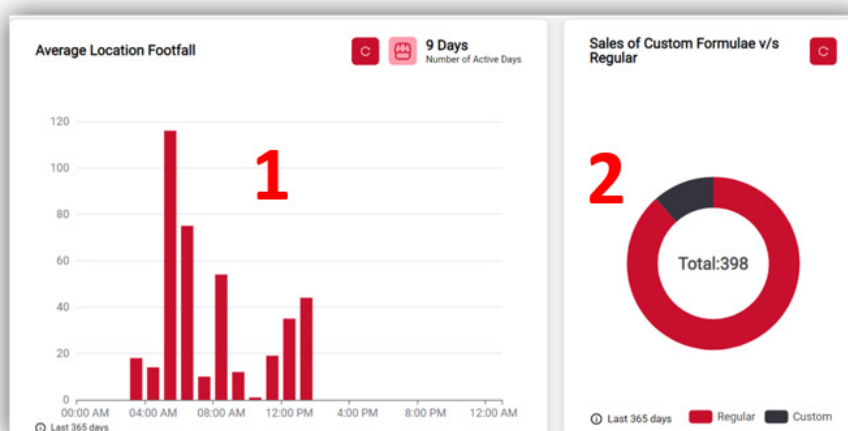 Average Location Footfall
9 Days
Number of Active Days
120
100
80
60
40
20
0
00:00 AM 04:00 AM 08:00 AM 12:00 PM 4:00 PM 8:00 PM 12:00 AM
Last 365 days
1
Sales of Custom Formulae v/s
Regular
2
Total:398
Last 365 days Regular Custom